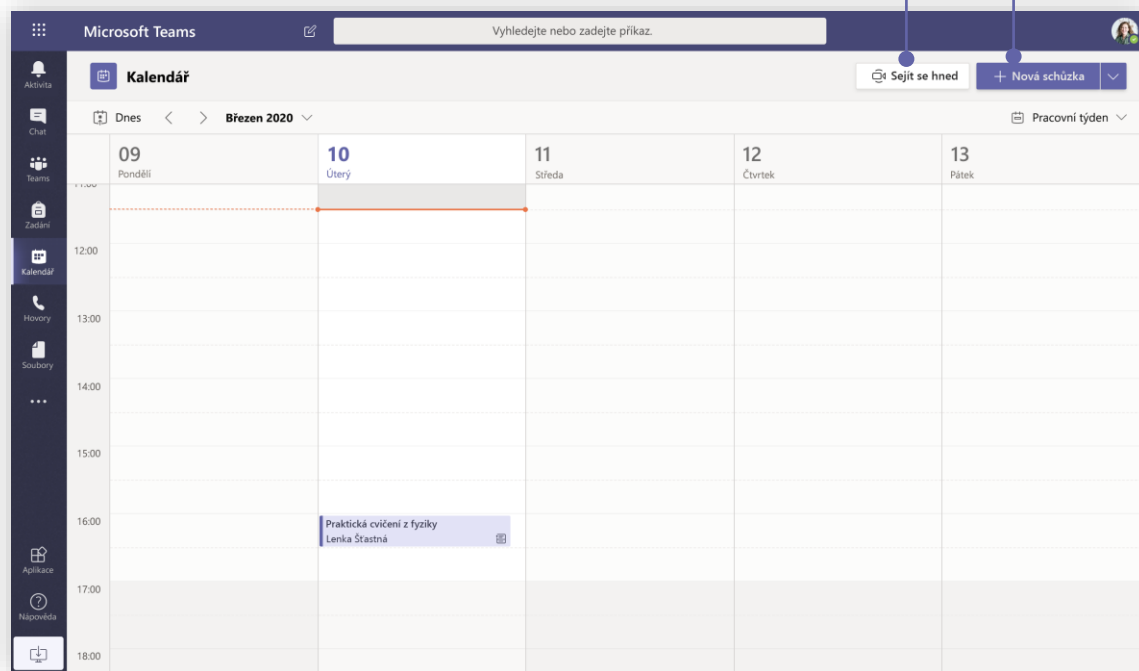 Microsoft Teams
Vyhledejte nebo zadejte příkaz.
Aktivita
Chat
Teams
Zadání
Kalendář
Hovory
Soubory
Aplikace
Nápověda
Kalendář
Sejít se hned
Nová schůzka
Dnes
Březen 2020
Pracovní týden
09
Pondělí
10
Úterý
11
Středa
12
Čtvrtek
13
Pátek
11:00
12:00
13:00
14:00
15:00
16:00
Praktická cvičení z fyziky
Lenka Šťastná
17:00
18:00